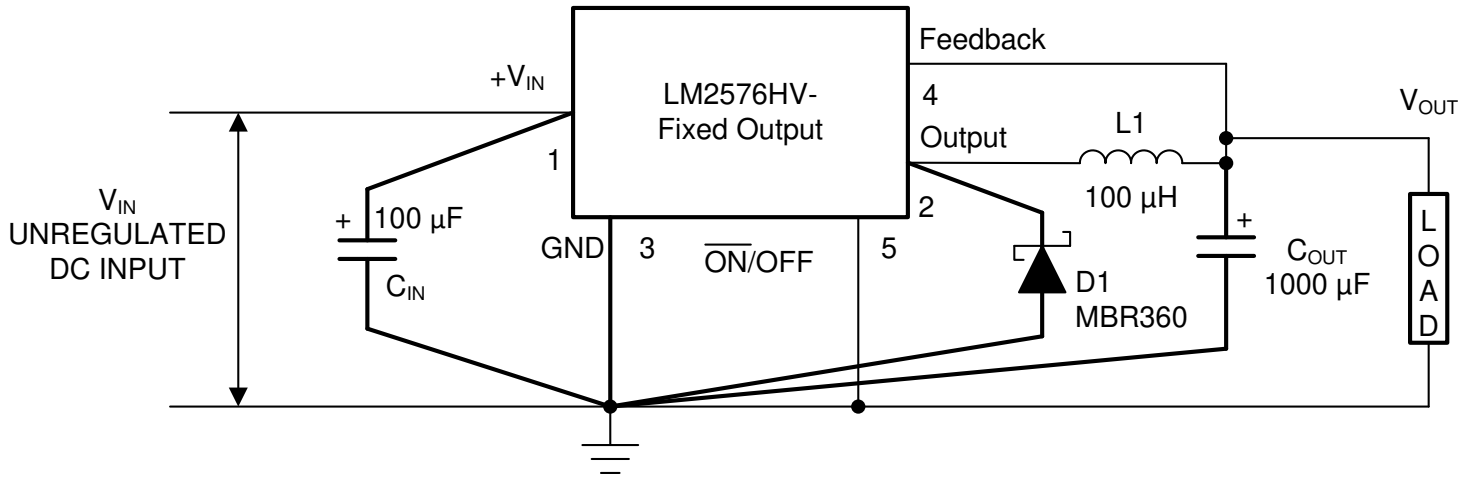 Feedback
+VIN
LM2576HV-
Fixed Output
4
VOUT
Output
L1
1
VIN
UNREGULATED
DC INPUT
+
100 µF
CIN
GND
3
ON/OFF
5
2
100 µH
D1
MBR360
+
COUT
1000 µF
LOAD